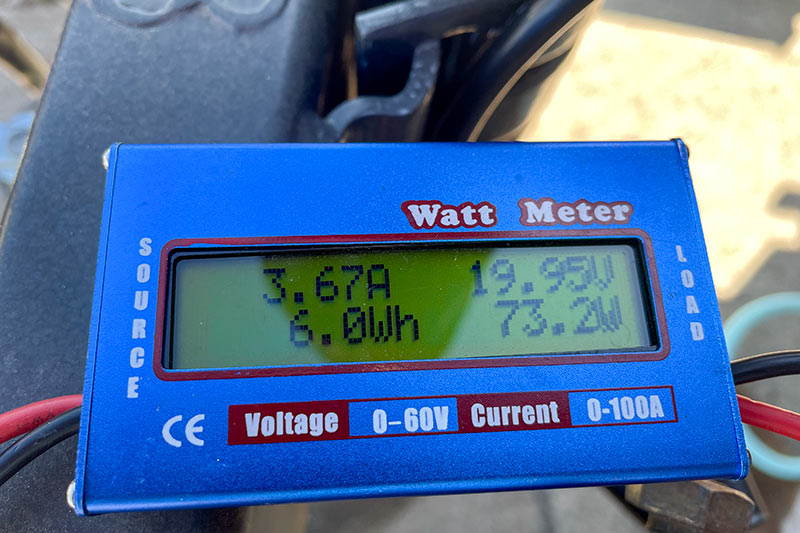 Watt Meter
SOURCE
3.67A 19.95V
6.0Wh 73.2W
LOAD
CE
Voltage 0-60V Current 0-100A